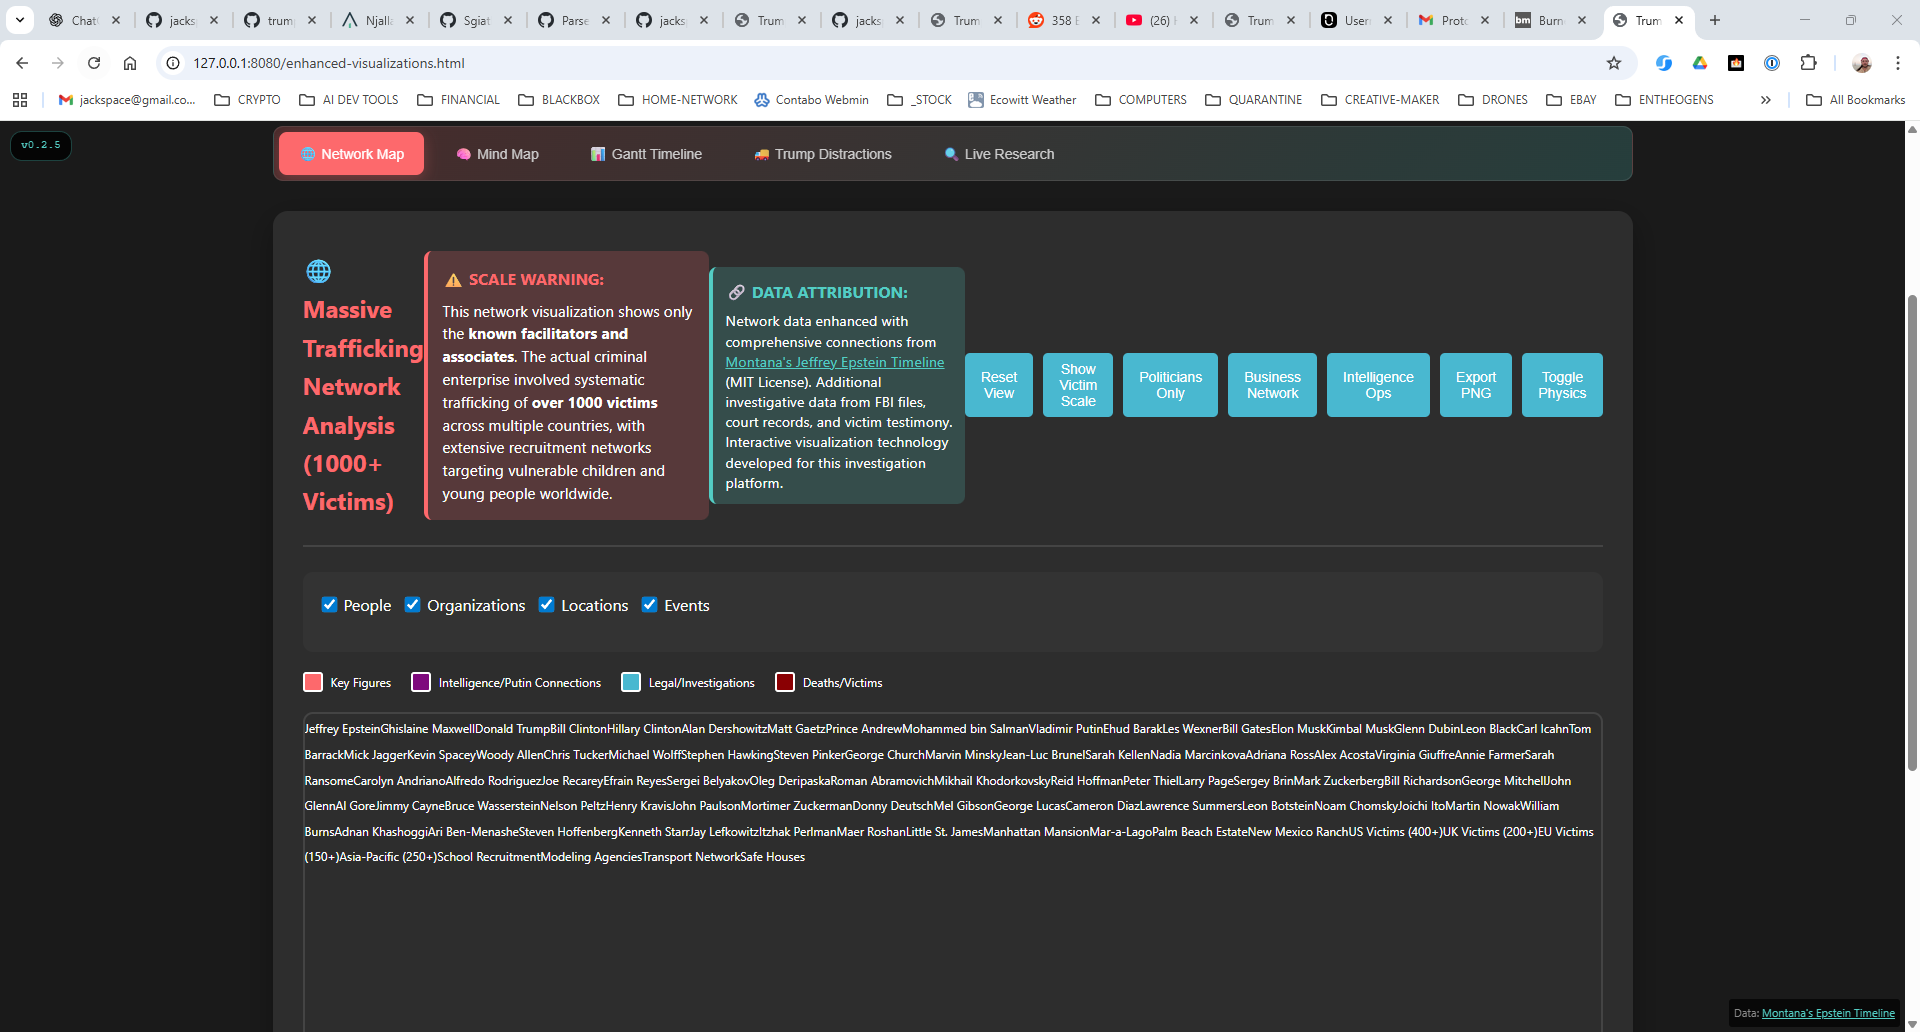 Chat
jacks
trump
Njalla
Sgiat
Parse
jacks
Trum
jacks
Trum
358 E
(26)
Trum
Users
Proto
Burn
Trum
127.0.0.1:8080/enhanced-visualizations.html
jackspace@gmail.co...
CRYPTO
AI DEV TOOLS
FINANCIAL
BLACKBOX
HOME-NETWORK
Contabo Webmin
_STOCK
Ecowitt Weather
COMPUTERS
QUARANTINE
CREATIVE-MAKER
DRONES
EBAY
ENTHEOGENS
All Bookmarks
v0.2.5
Network Map
Mind Map
Gantt Timeline
Trump Distractions
Live Research
Massive
Trafficking
Network
Analysis
(1000+
Victims)
SCALE WARNING:
This network visualization shows only
the known facilitators and
associates. The actual criminal
enterprise involved systematic
trafficking of over 1000 victims
across multiple countries, with
extensive recruitment networks
targeting vulnerable children and
young people worldwide.
DATA ATTRIBUTION:
Network data enhanced with
comprehensive connections from
Montana's Jeffrey Epstein Timeline
(MIT License). Additional
investigative data from FBI files,
court records, and victim testimony.
Interactive visualization technology
developed for this investigation
platform.
Reset
View
Show
Victim
Scale
Politicians
Only
Business
Network
Intelligence
Ops
Export
PNG
Toggle
Physics
People
Organizations
Locations
Events
Key Figures
Intelligence/Putin Connections
Legal/Investigations
Deaths/Victims
Jeffrey EpsteinGhislaine MaxwellDonald TrumpBill ClintonHillary ClintonAlan DershowitzMatt GaetzPrince AndrewMohammed bin SalmanVladimir PutinEhud BarakLes WexnerBill GatesElon MuskKimbal MuskGlenn DubinLeon BlackCarl IcahnTom
BarrackMick JaggerKevin SpaceyWoody AllenChris TuckerMichael WolffStephen HawkingSteven PinkerGeorge ChurchMarvin MinskyJean-Luc BrunelSarah KellenNadia MarcinkovaAdriana RossAlex AcostaVirginia GiuffreAnnie FarmerSarah
RansomeCarolyn AndrianoAlfredo RodriguezJoe RecareyEfrain ReyesSergei BelyakovOleg DeripaskaRoman AbramovichMikhail KhodorkovskyReid HoffmanPeter ThielLarry PageSergey BrinMark ZuckerbergBill RichardsonGeorge MitchellJohn
GlennAl GoreJimmy CayneBruce WassersteinNelson PeltzHenry KravisJohn PaulsonMortimer ZuckermanDonny DeutschMel GibsonGeorge LucasCameron DiazLawrence SummersLeon BotsteinNoam ChomskyJoichi ItoMartin NowakWilliam
BurnsAdnan KhashoggiAri Ben-MenasheSteven HoffenbergKenneth StarrJay LefkowitzItzhak PerlmanMaer RoshanLittle St. JamesManhattan MansionMar-a-LagoPalm Beach EstateNew Mexico RanchUS Victims (400+)UK Victims (200+)EU Victims
(150+)Asia-Pacific (250+)School RecruitmentModeling AgenciesTransport NetworkSafe Houses
Data: Montana's Epstein Timeline